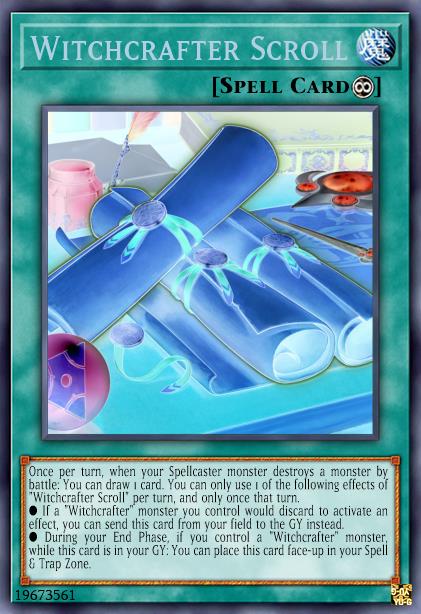 WITCHCRAFTER SCROLL
魔
[SPELL CARD♾]
Once per turn, when your Spellcaster monster destroys a monster by
battle: You can draw 1 card. You can only use 1 of the following effects of
"Witchcrafter Scroll" per turn, and only once that turn.
● If a "Witchcrafter" monster you control would discard to activate an
effect, you can send this card from your field to the GY instead.
● During your End Phase, if you control a "Witchcrafter" monster,
while this card is in your GY: You can place this card face-up in your Spell
& Trap Zone.
19673561